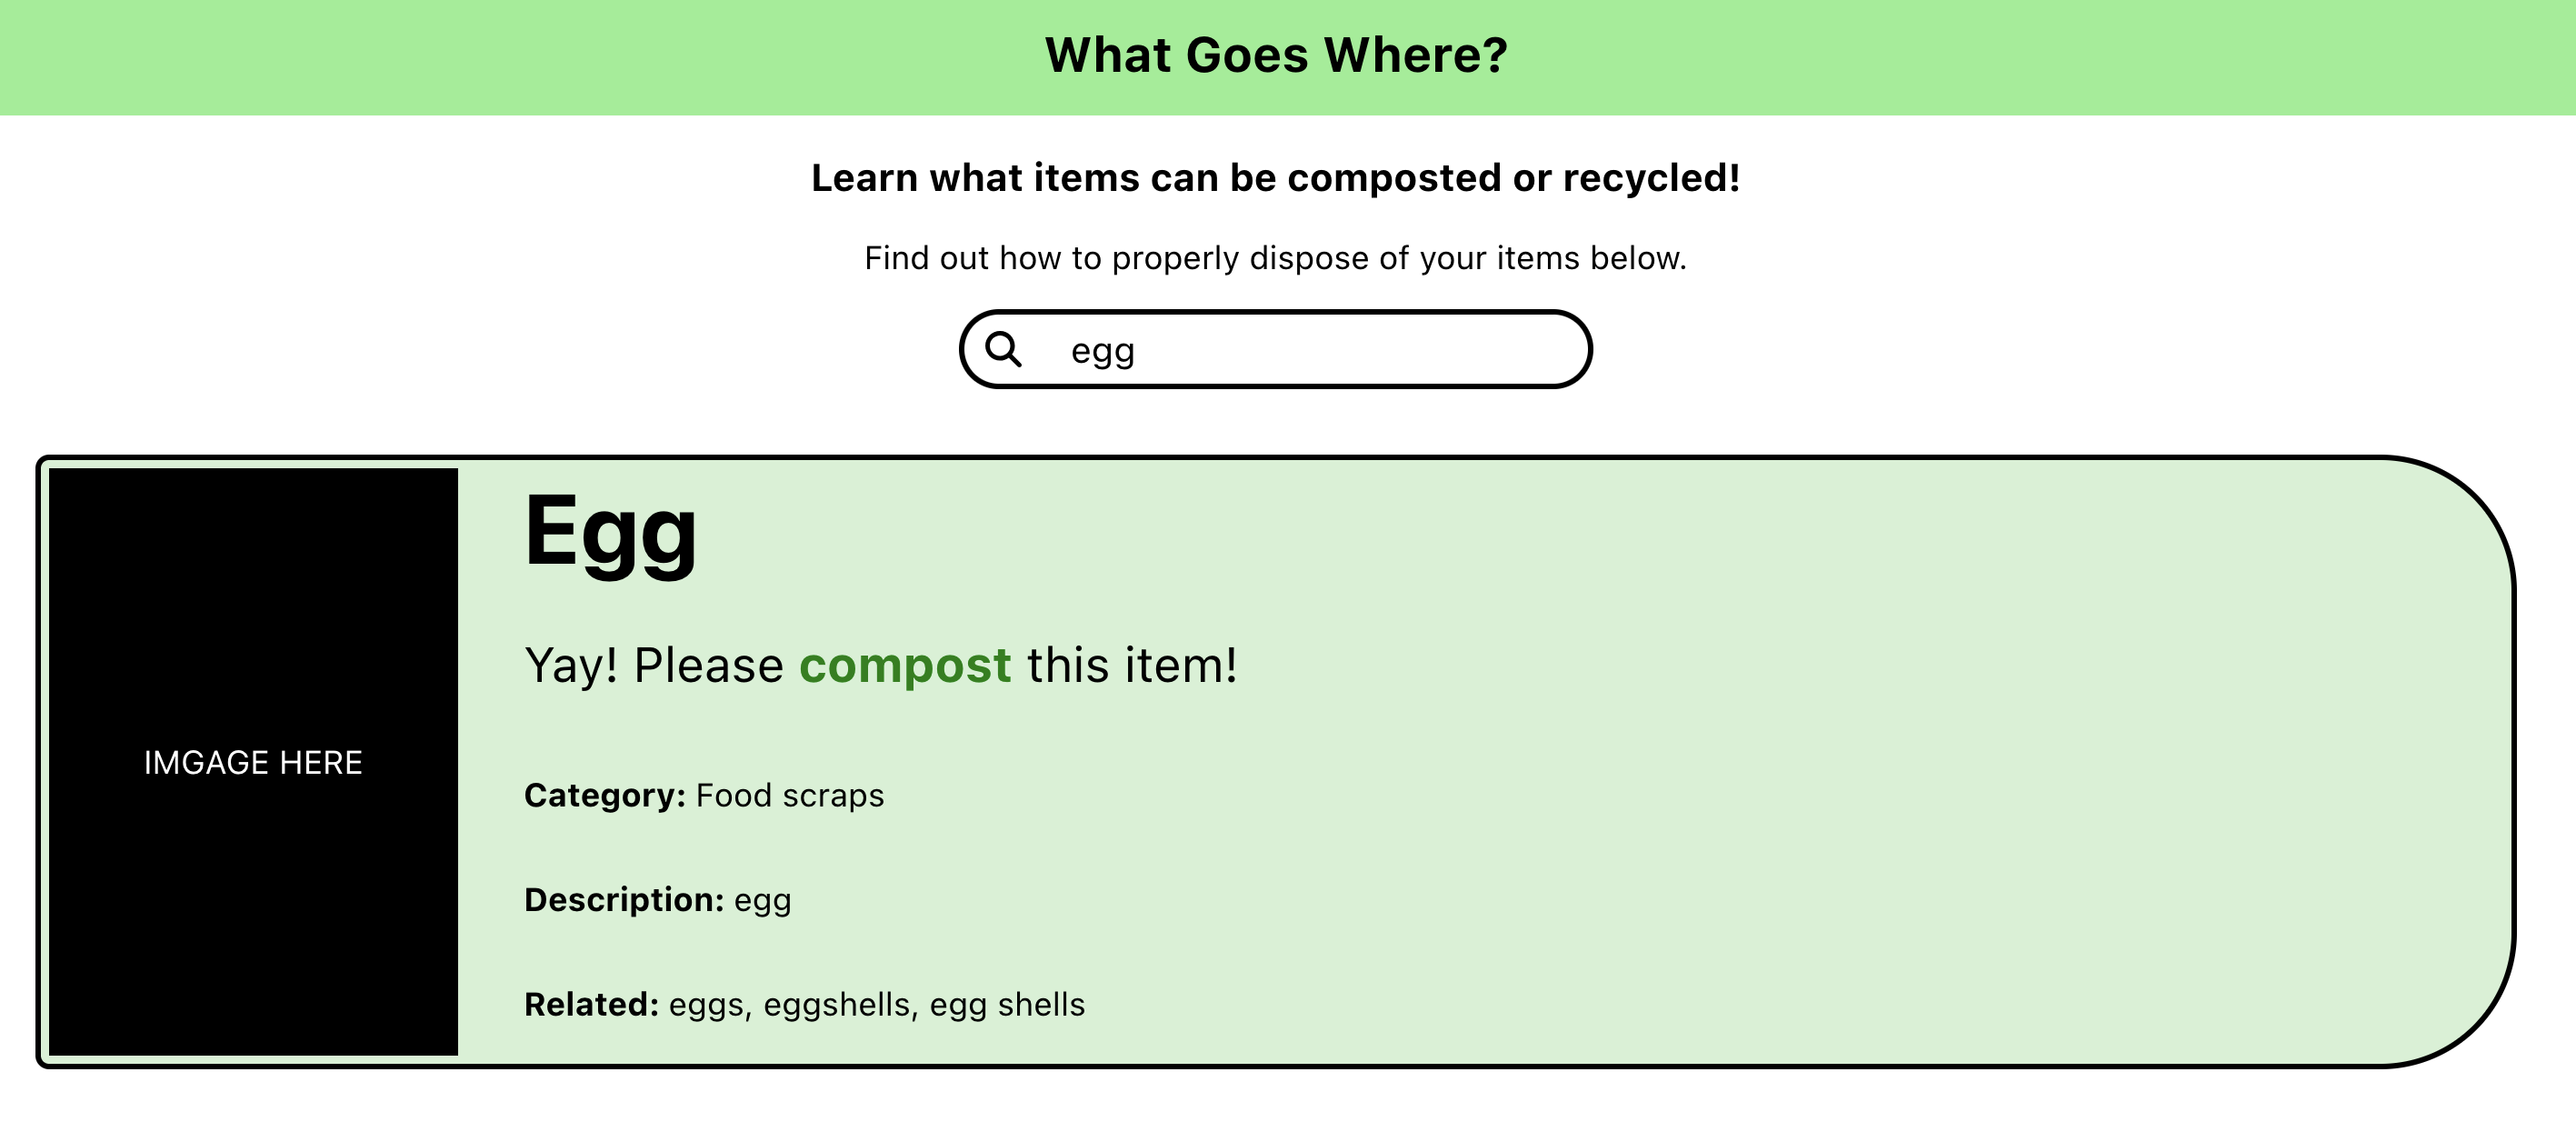 What Goes Where?
Learn what items can be composted or recycled!
Find out how to properly dispose of your items below.
egg
Egg
Yay! Please compost this item!
IMGAGE HERE
Category: Food scraps
Description: egg
Related: eggs, eggshells, egg shells